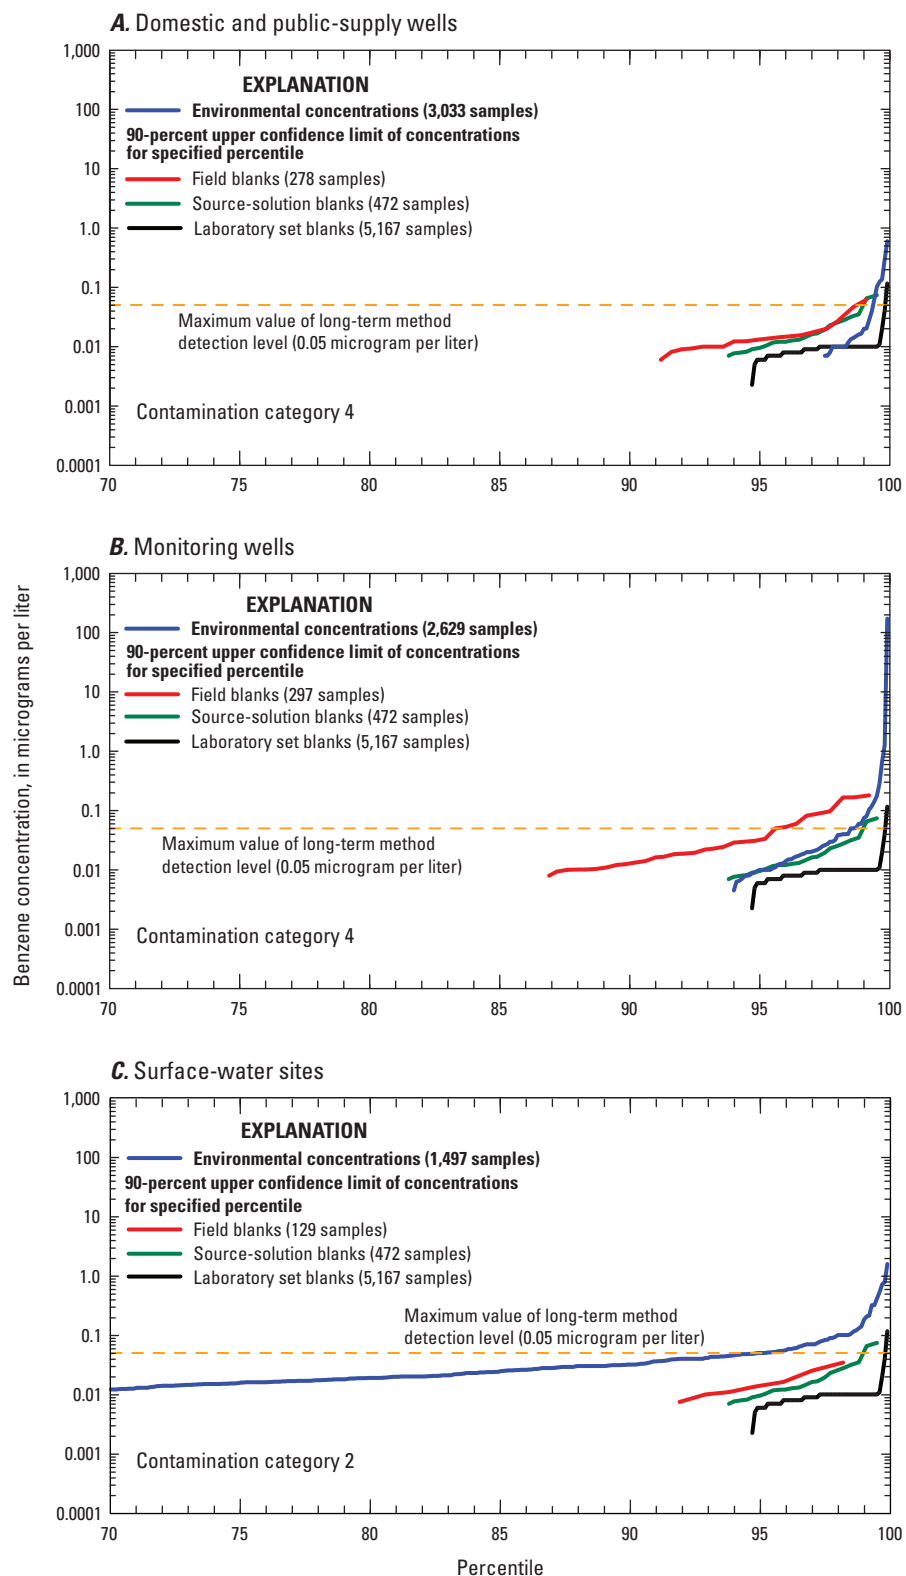 A. Domestic and public-supply wells
1,000
100
10
1.0
0.1
0.01
0.001
0.0001
EXPLANATION
Environmental concentrations (3,033 samples)
90-percent upper confidence limit of concentrations
for specified percentile
Field blanks (278 samples)
Source-solution blanks (472 samples)
Laboratory set blanks (5,167 samples)
Maximum value of long-term method
detection level (0.05 microgram per liter)
Contamination category 4
70 75 80 85 90 95 100
B. Monitoring wells
1,000
100
10
1.0
0.1
0.01
0.001
0.0001
EXPLANATION
Environmental concentrations (2,629 samples)
90-percent upper confidence limit of concentrations
for specified percentile
Field blanks (297 samples)
Source-solution blanks (472 samples)
Laboratory set blanks (5,167 samples)
Maximum value of long-term method
detection level (0.05 microgram per liter)
Contamination category 4
70 75 80 85 90 95 100
Benzene concentration, in micrograms per liter
C. Surface-water sites
1,000
100
10
1.0
0.1
0.01
0.001
0.0001
EXPLANATION
Environmental concentrations (1,497 samples)
90-percent upper confidence limit of concentrations
for specified percentile
Field blanks (129 samples)
Source-solution blanks (472 samples)
Laboratory set blanks (5,167 samples)
Maximum value of long-term method
detection level (0.05 microgram per liter)
Contamination category 2
70 75 80 85 90 95 100
Percentile